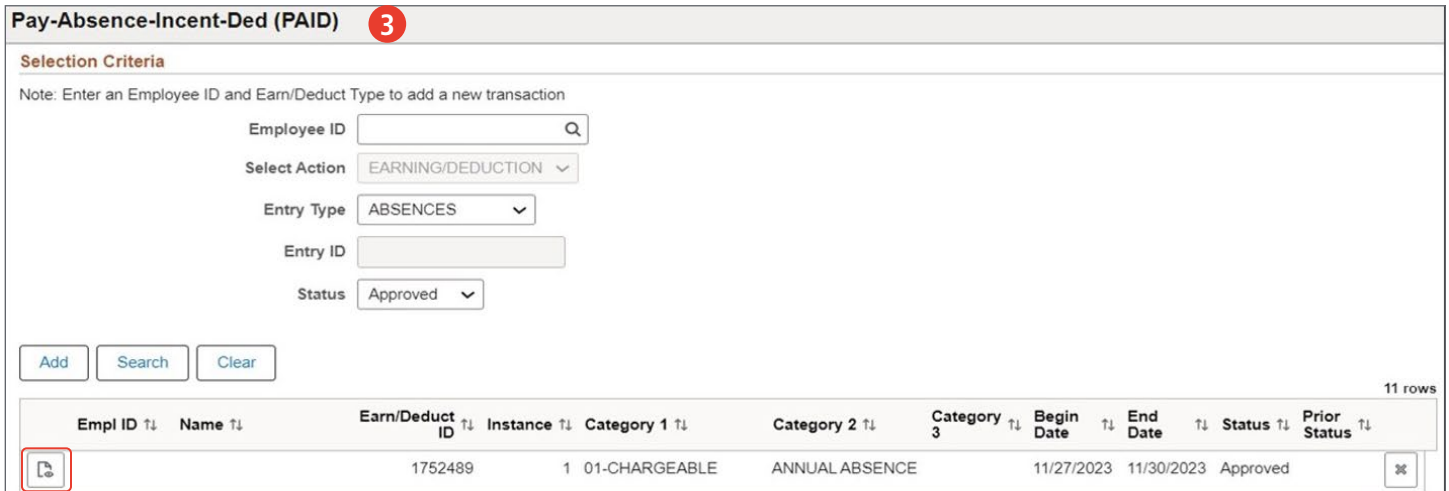 Pay-Absence-Incent-Ded (PAID) 3
Selection Criteria
Note: Enter an Employee ID and Earn/Deduct Type to add a new transaction
Employee ID
Select Action EARNING/DEDUCTION
Entry Type ABSENCES
Entry ID
Status Approved
Add Search Clear
11 rows
Empl ID Name Earn/Deduct ID Instance Category 1 Category 2 Category 3 Begin Date End Date Status Prior Status
1752489 1 01-CHARGEABLE ANNUAL ABSENCE 11/27/2023 11/30/2023 Approved